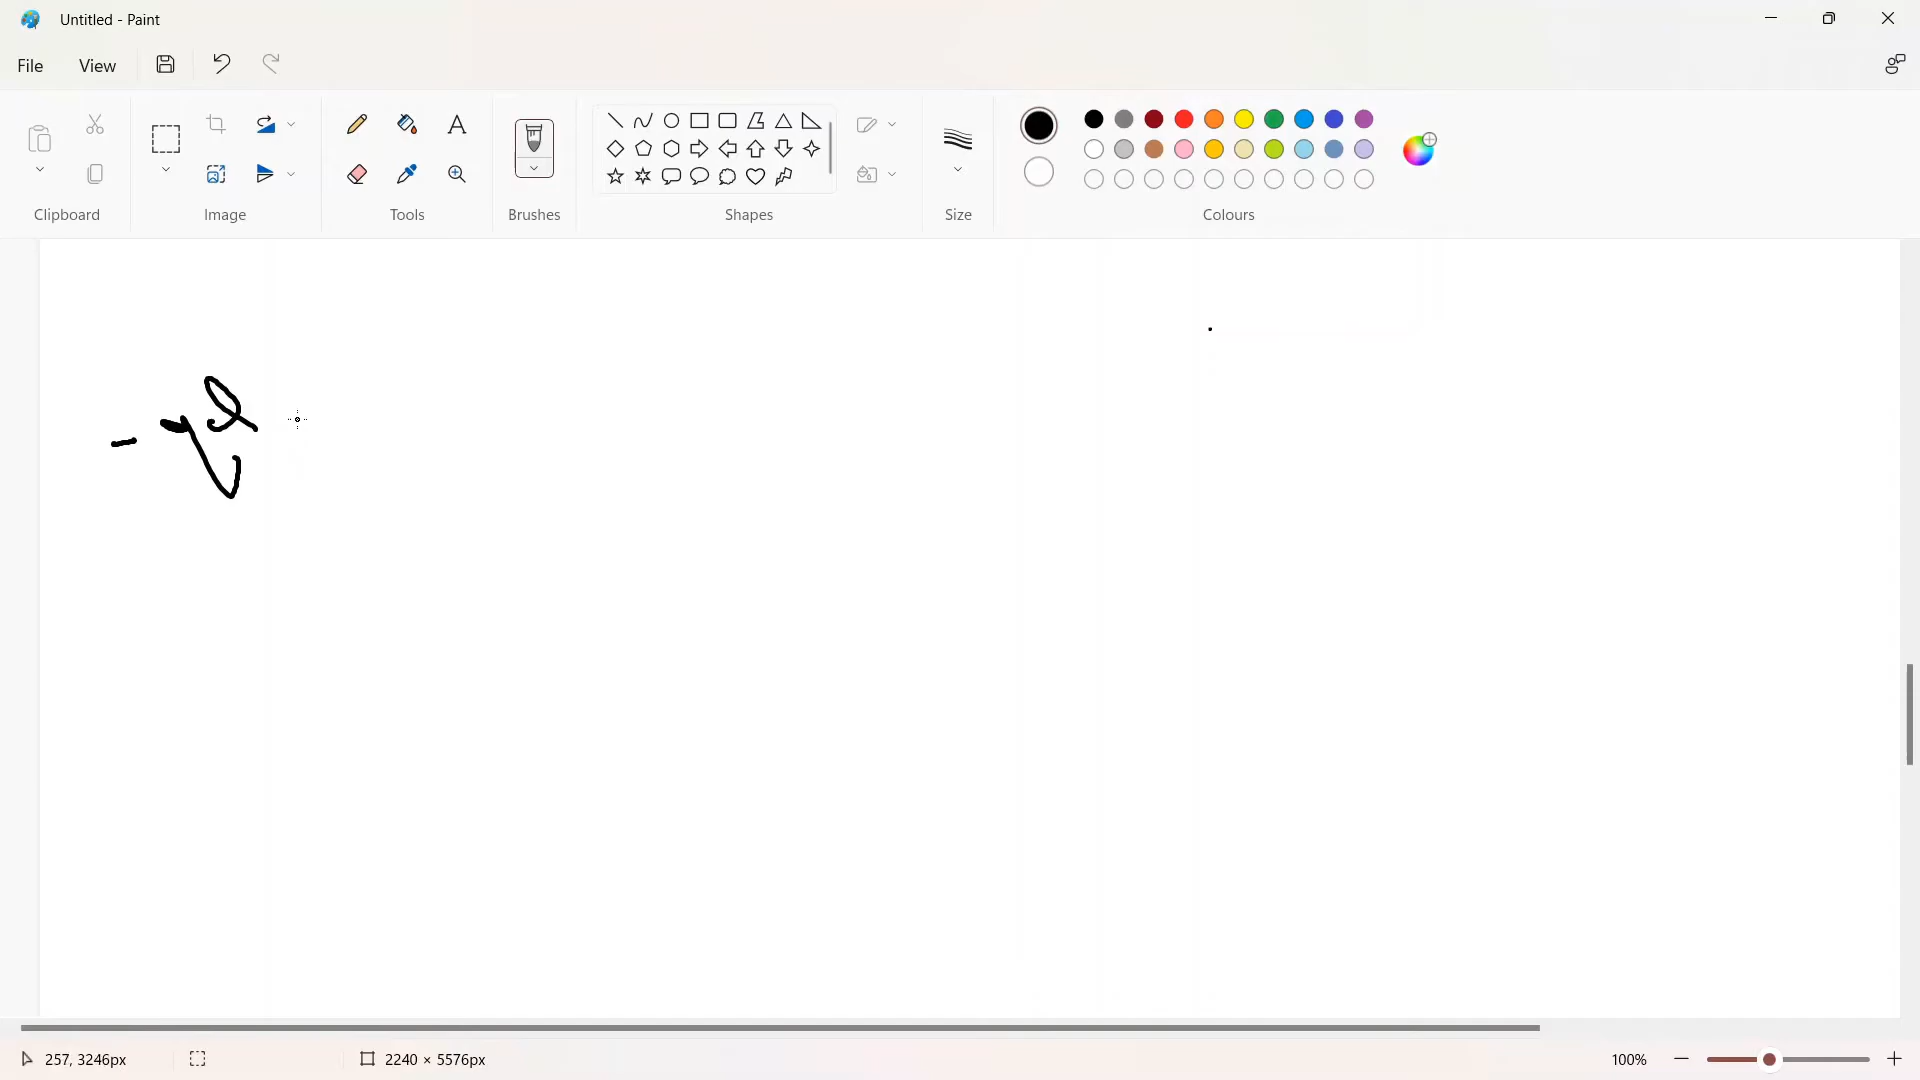 Untitled - Paint
File View
Clipboard Image Tools Brushes Shapes Size Colours
257, 3246px 2240 × 5576px 100%